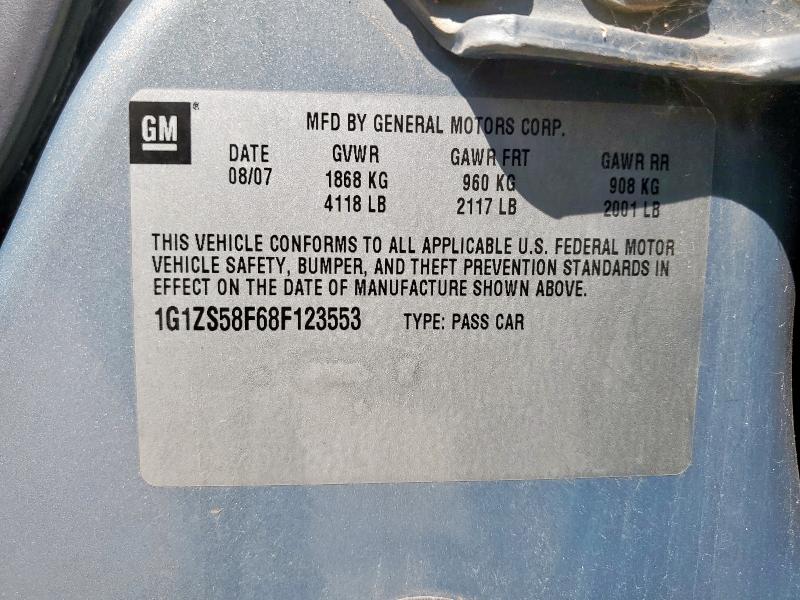 GM ®
MFD BY GENERAL MOTORS CORP.
DATE GVWR GAWR FRT GAWR RR
08/07 1868 KG 960 KG 908 KG
4118 LB 2117 LB 2001 LB
THIS VEHICLE CONFORMS TO ALL APPLICABLE U.S. FEDERAL MOTOR
VEHICLE SAFETY, BUMPER, AND THEFT PREVENTION STANDARDS IN
EFFECT ON THE DATE OF MANUFACTURE SHOWN ABOVE.
1G1ZS58F68F123553 TYPE: PASS CAR